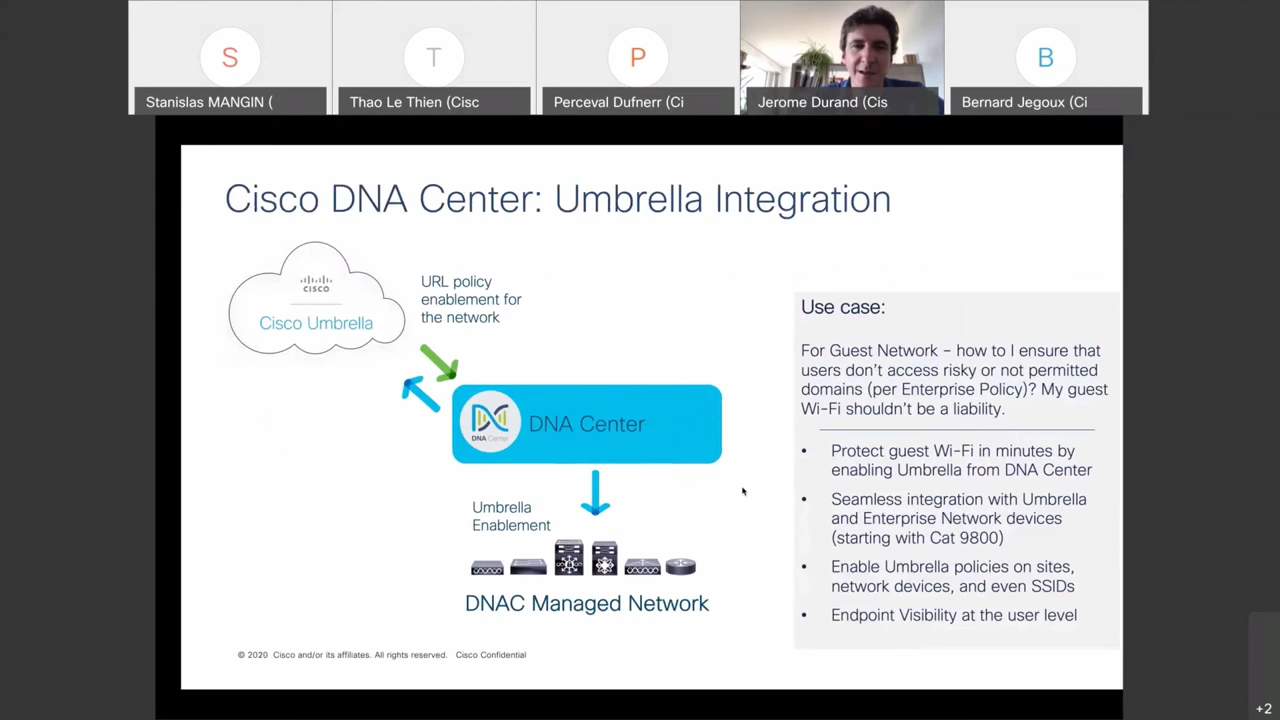 S
T
P
B
Stanislas MANGIN (
Thao Le Thien (Cisc
Perceval Dufnerr (Ci
Jerome Durand (Cis
Bernard Jegoux (Ci
Cisco DNA Center: Umbrella Integration
CISCO
Cisco Umbrella
URL policy
enablement for
the network
DNA Center
DNA Center
Umbrella
Enablement
DNAC Managed Network
Use case:
For Guest Network – how to I ensure that
users don't access risky or not permitted
domains (per Enterprise Policy)? My guest
Wi-Fi shouldn't be a liability.
• Protect guest Wi-Fi in minutes by
enabling Umbrella from DNA Center
• Seamless integration with Umbrella
and Enterprise Network devices
(starting with Cat 9800)
• Enable Umbrella policies on sites,
network devices, and even SSIDs
• Endpoint Visibility at the user level
© 2020 Cisco and/or its affiliates. All rights reserved. Cisco Confidential
+2